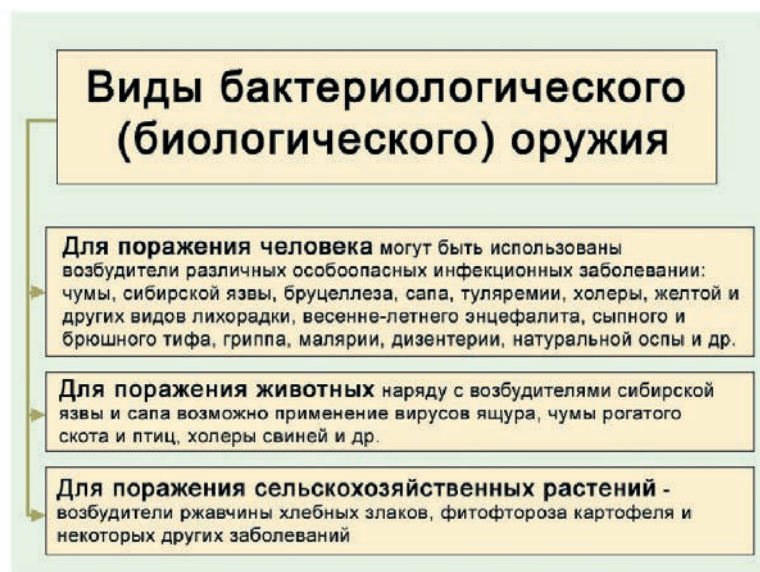 Виды бактериологического
(биологического) оружия
Для поражения человека могут быть использованы
возбудители различных особоопасных инфекционных заболевании:
чумы, сибирской язвы, бруцеллеза, сапа, туляремии, холеры, желтой и
других видов лихорадки, весенне-летнего энцефалита, сыпного и
брюшного тифа, гриппа, малярии, дизентерии, натуральной оспы и др.
Для поражения животных наряду с возбудителями сибирской
язвы и сапа возможно применение вирусов ящура, чумы рогатого
скота и птиц, холеры свиней и др.
Для поражения сельскохозяйственных растений -
возбудители ржавчины хлебных злаков, фитофтороза картофеля и
некоторых других заболеваний